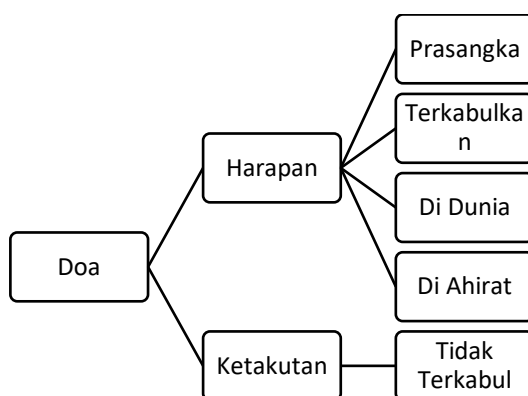 Prasangka
Terkabulka
n
Harapan
Di Dunia
Doa
Di Ahirat
Ketakutan
Tidak
Terkabul